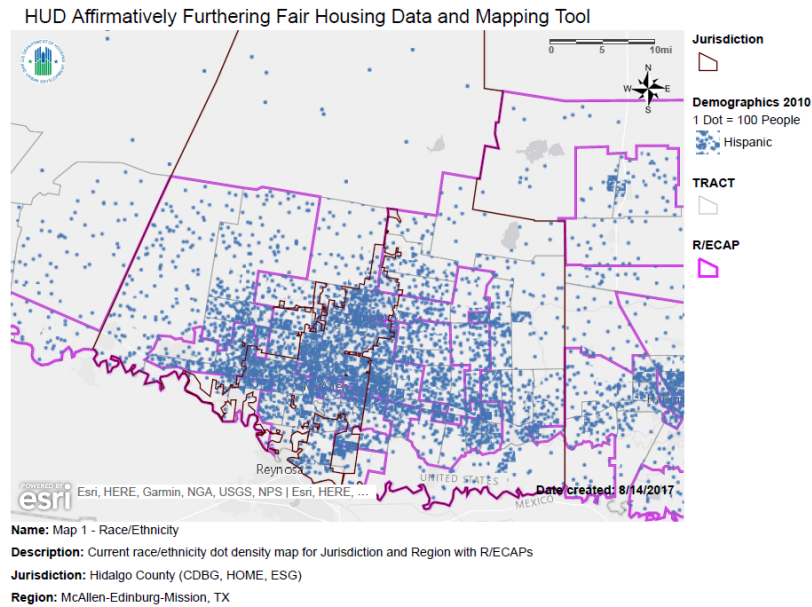 HUD Affirmatively Furthering Fair Housing Data and Mapping Tool
0 5 10mi
N
W E
S
Jurisdiction
Demographics 2010
1 Dot = 100 People
Hispanic
TRACT
R/ECAP
Reynosa
UNITED STATES
MEXICO
POWERED BY
esri
Esri, HERE, Garmin, NGA, USGS, NPS | Esri, HERE, ...
Date created: 8/14/2017
Name: Map 1 - Race/Ethnicity
Description: Current race/ethnicity dot density map for Jurisdiction and Region with R/ECAPs
Jurisdiction: Hidalgo County (CDBG, HOME, ESG)
Region: McAllen-Edinburg-Mission, TX